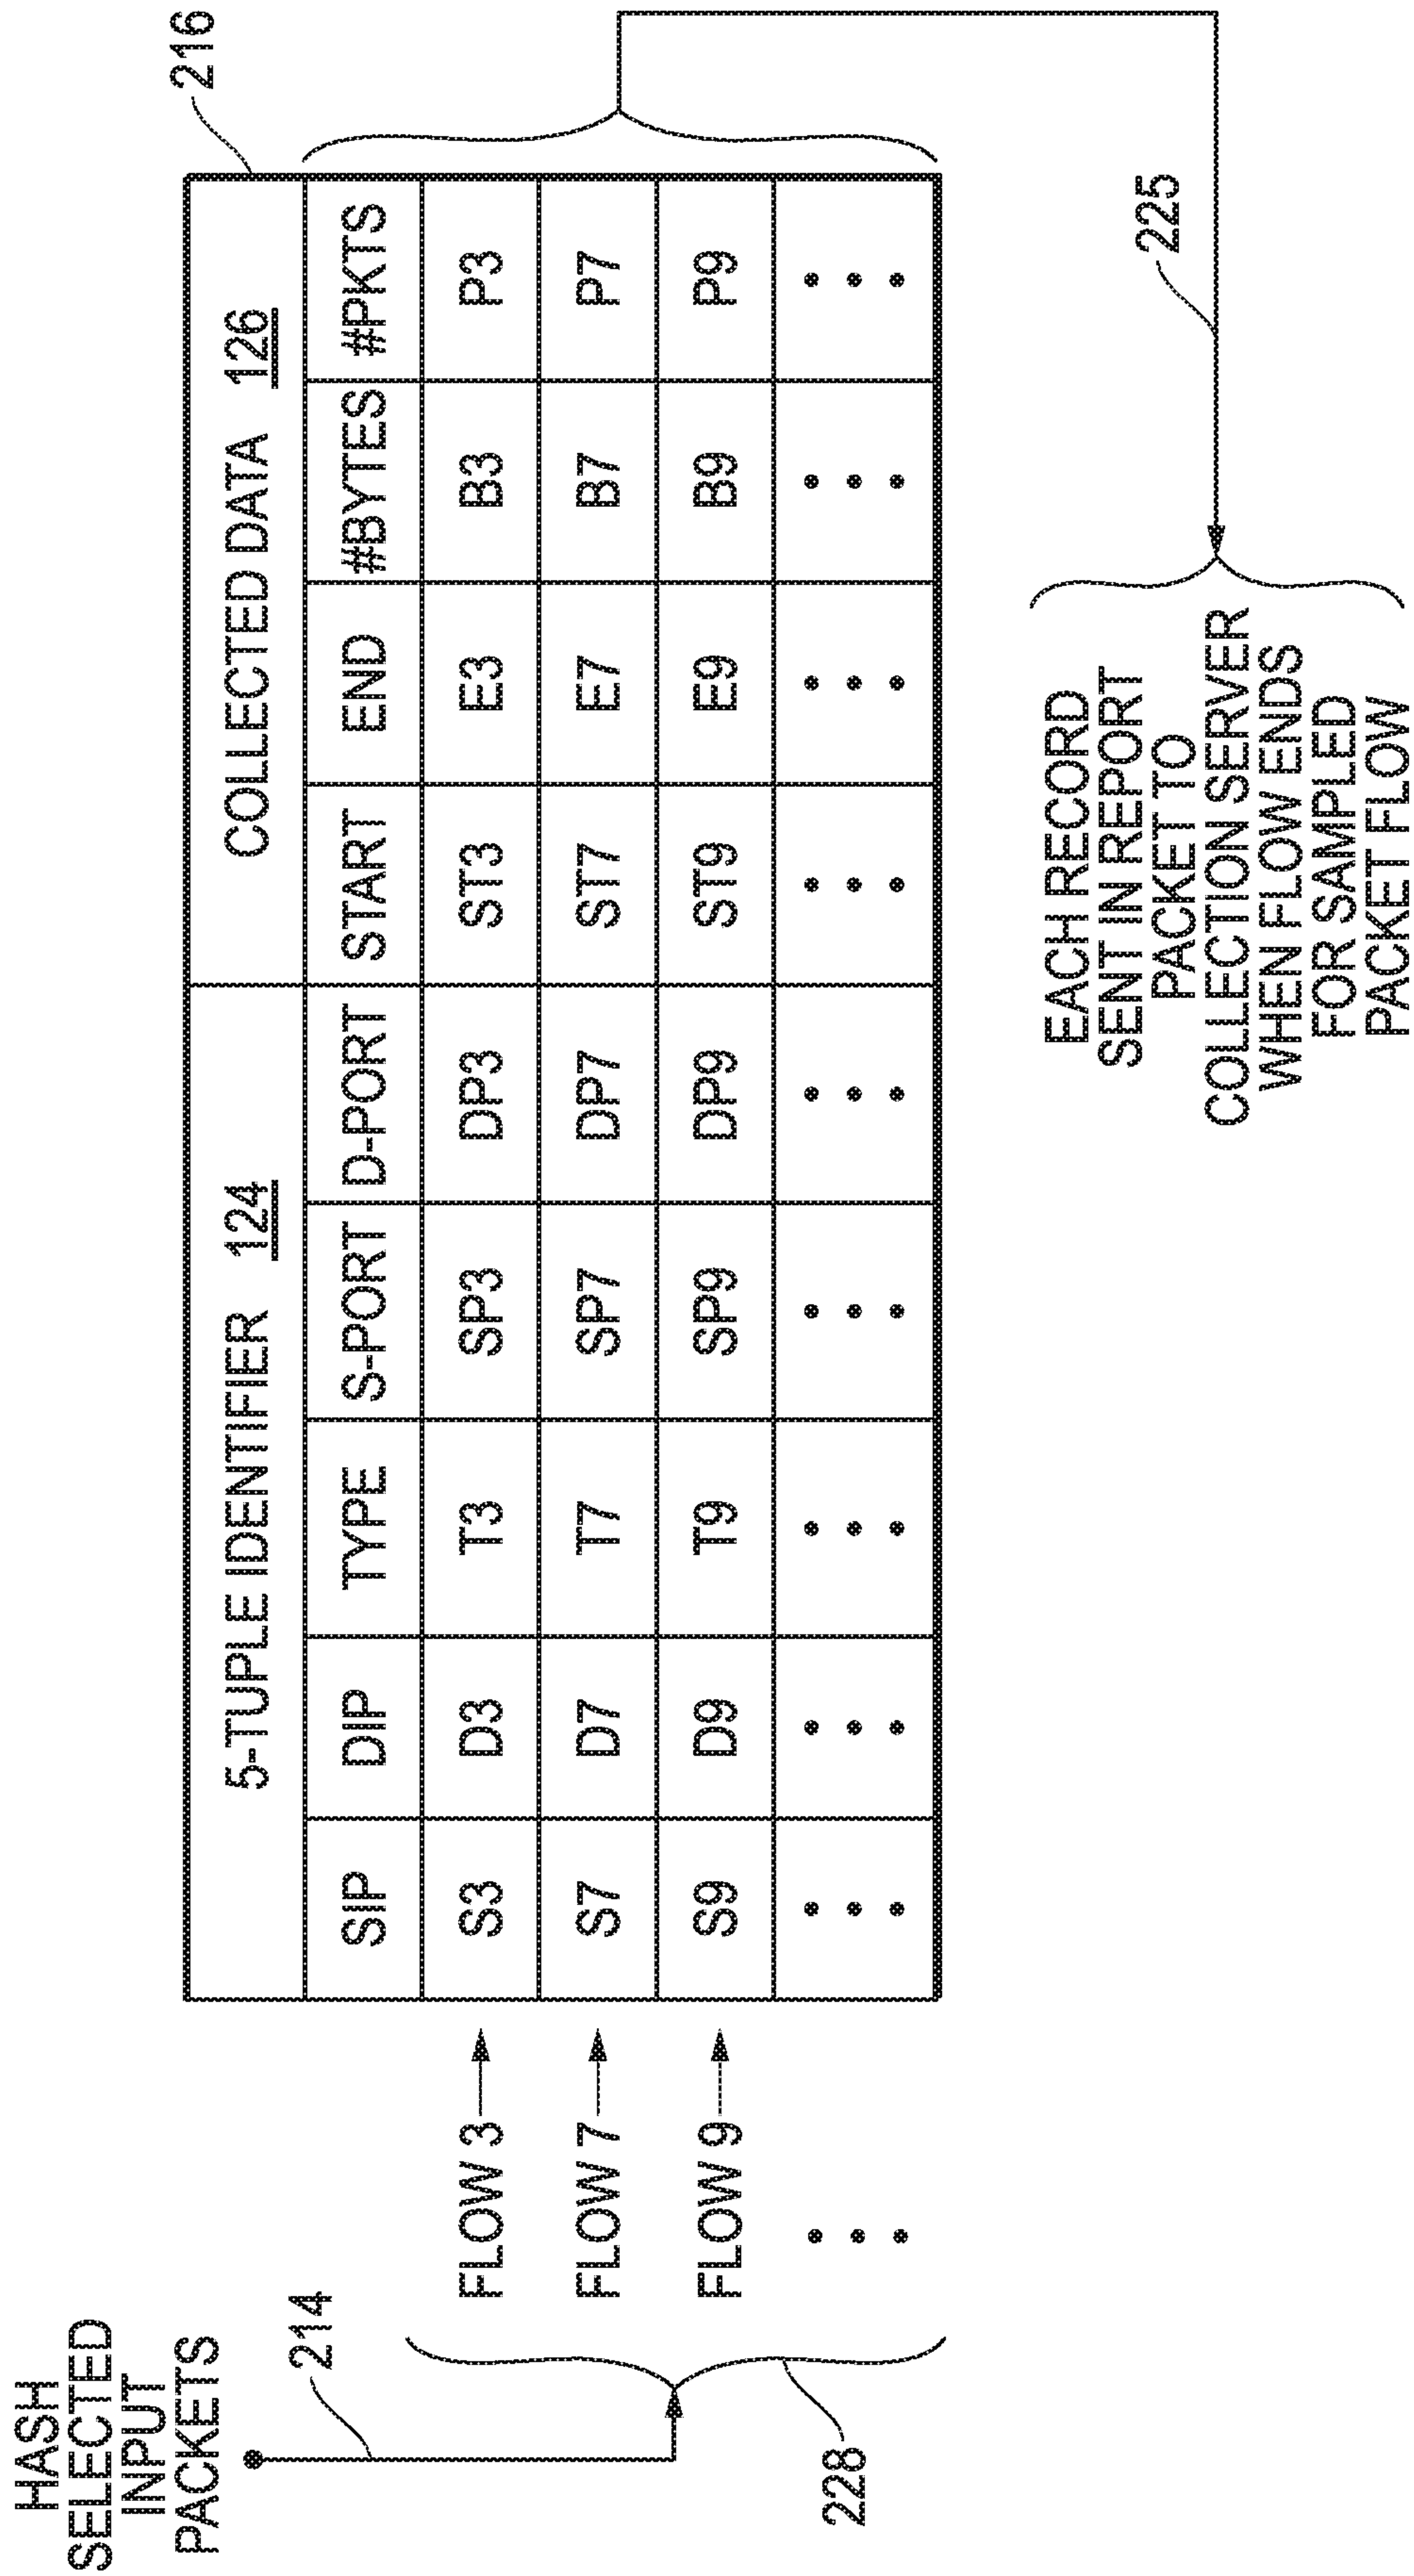 HASH
SELECTED
INPUT
PACKETS
214
228
FLOW 3
FLOW 7
FLOW 9
216
5-TUPLE IDENTIFIER 124 COLLECTED DATA 126
SIP DIP TYPE S-PORT D-PORT START END #BYTES #PKTS
S3 D3 T3 SP3 DP3 ST3 E3 B3 P3
S7 D7 T7 SP7 DP7 ST7 E7 B7 P7
S9 D9 T9 SP9 DP9 ST9 E9 B9 P9
225
EACH RECORD
SENT IN REPORT
PACKET TO
COLLECTION SERVER
WHEN FLOW ENDS
FOR SAMPLED
PACKET FLOW